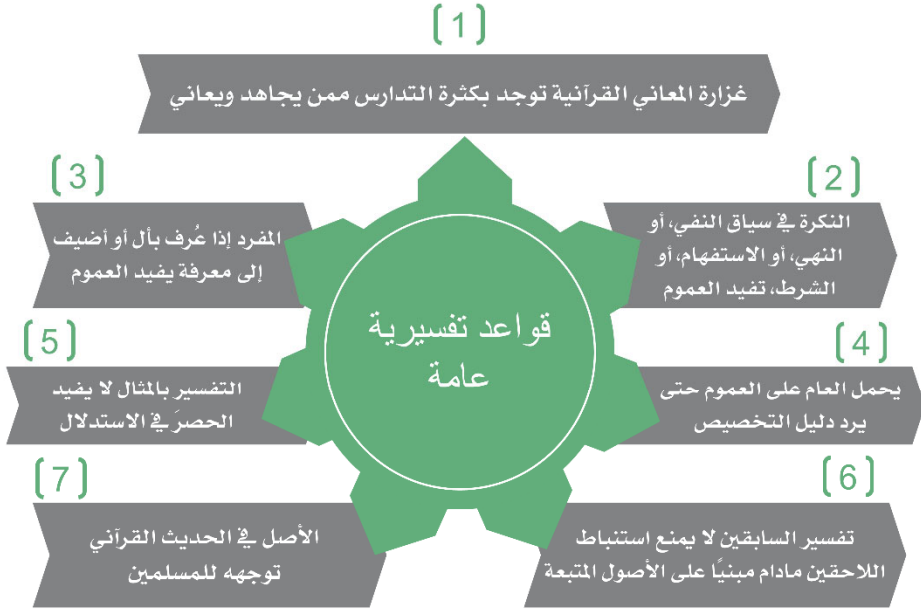 [1]
غزارة المعاني القرآنية توجد بكثرة التدارس ممن يجاهد ويعاني
[2]
النكرة في سياق النفي، أو
النهي، أو الاستفهام، أو
الشرط، تفيد العموم
[3]
المفرد إذا عُرف بأل أو أضيف
إلى معرفة يفيد العموم
قواعد تفسيرية
عامة
[4]
يحمل العام على العموم حتى
يرد دليل التخصيص
[5]
التفسير بالمثال لا يفيد
الحصرَ في الاستدلال
[6]
تفسير السابقين لا يمنع استنباط
اللاحقين مادام مبنيًا على الأصول المتبعة
[7]
الأصل في الحديث القرآني
توجهه للمسلمين